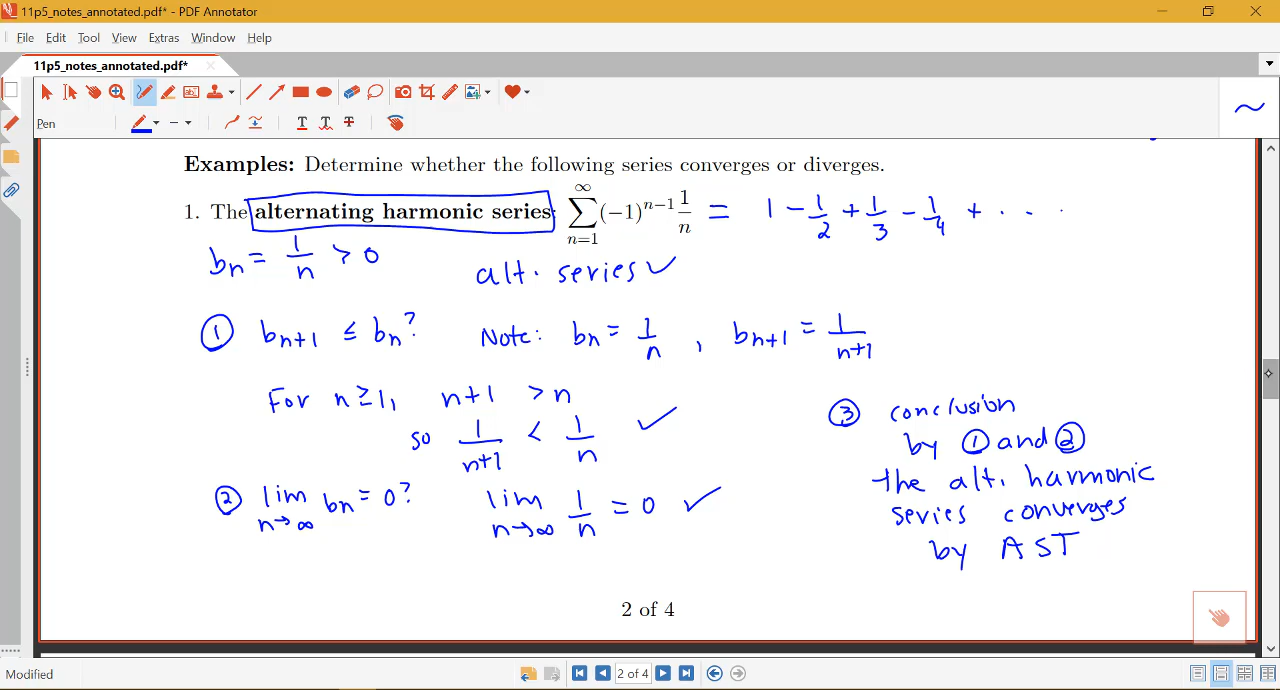 11p5_notes_annotated.pdf* - PDF Annotator
File Edit Tool View Extras Window Help
11p5_notes_annotated.pdf*
Pen
Examples: Determine whether the following series converges or diverges.
1. The alternating harmonic series: ∑_{n=1}^{∞} (−1)^{n−1} 1/n = 1 − 1/2 + 1/3 − 1/4 + ...
bn = 1/n > 0
alt. series ✓
① bn+1 ≤ bn? Note: bn = 1/n , bn+1 = 1/(n+1)
For n ≥ 1, n+1 > n
so 1/(n+1) < 1/n ✓
② lim n→∞ bn = 0? lim n→∞ 1/n = 0 ✓
③ conclusion
by ① and ②
the alt. harmonic
series converges
by AST
2 of 4
Modified
2 of 4